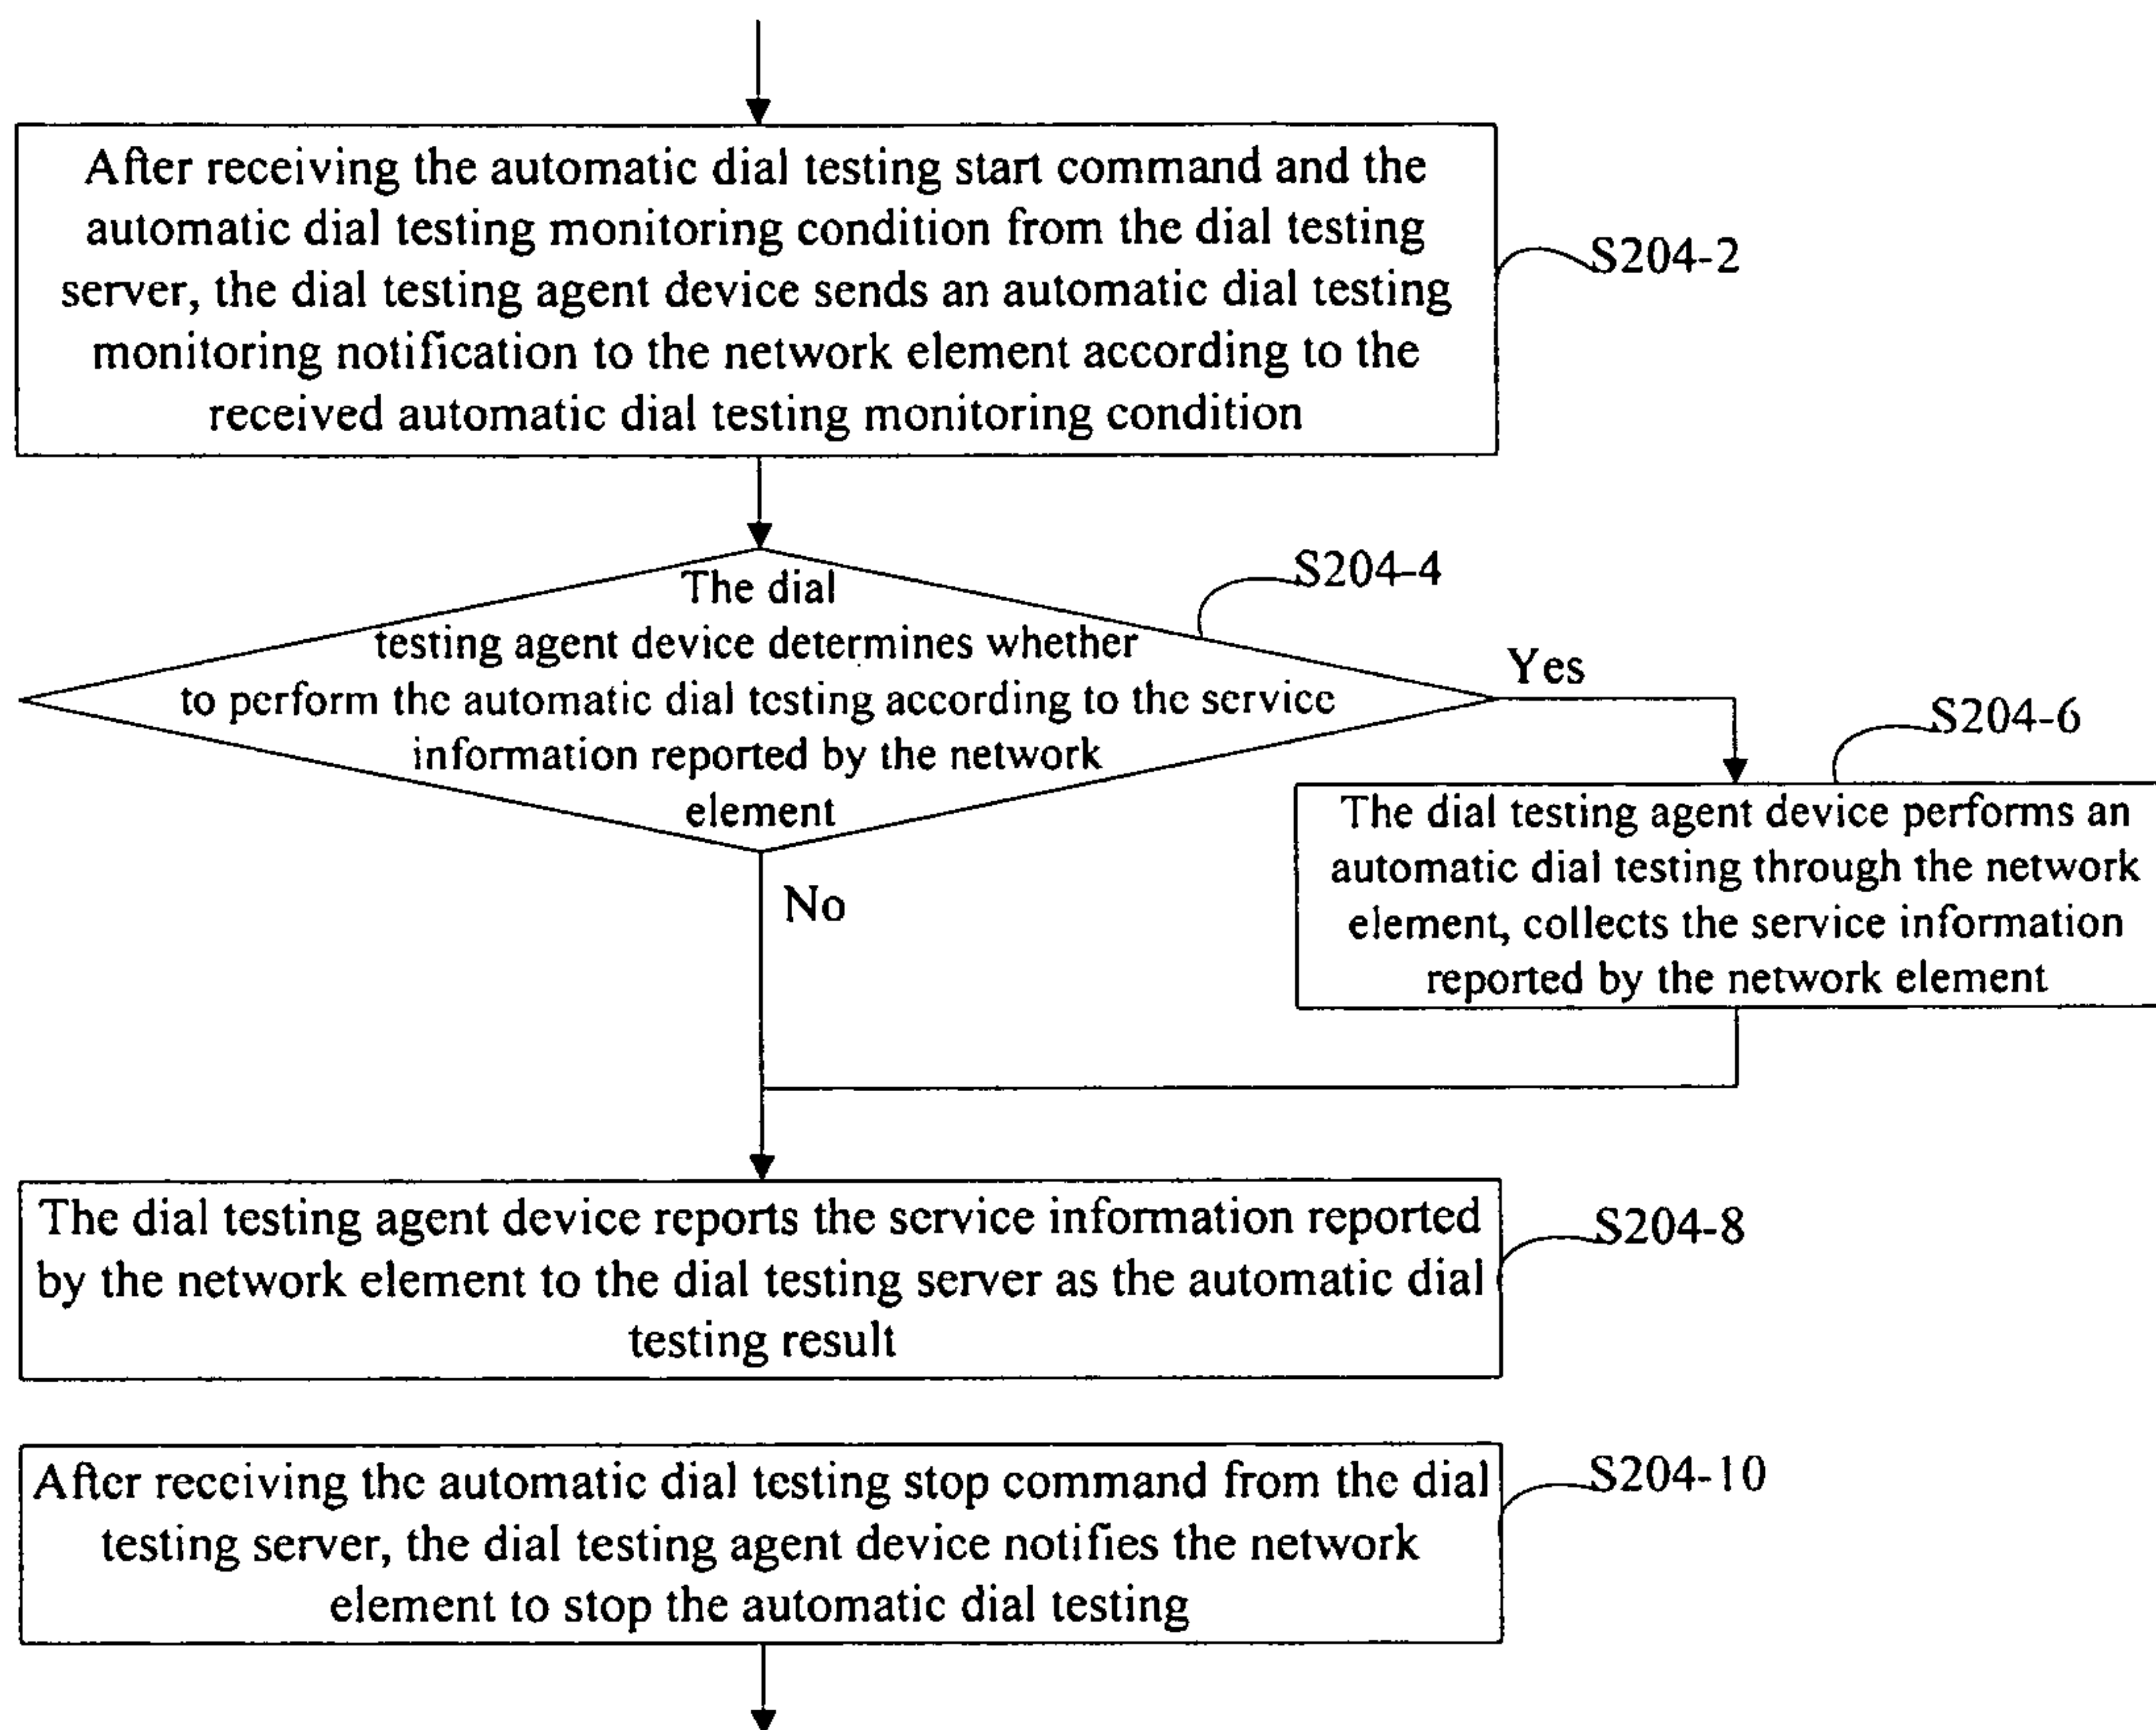 After receiving the automatic dial testing start command and the
automatic dial testing monitoring condition from the dial testing
server, the dial testing agent device sends an automatic dial testing
monitoring notification to the network element according to the
received automatic dial testing monitoring condition
S204-2
The dial
testing agent device determines whether
to perform the automatic dial testing according to the service
information reported by the network
element
S204-4
Yes
No
S204-6
The dial testing agent device performs an
automatic dial testing through the network
element, collects the service information
reported by the network element
The dial testing agent device reports the service information reported
by the network element to the dial testing server as the automatic dial
testing result
S204-8
After receiving the automatic dial testing stop command from the dial
testing server, the dial testing agent device notifies the network
element to stop the automatic dial testing
S204-10